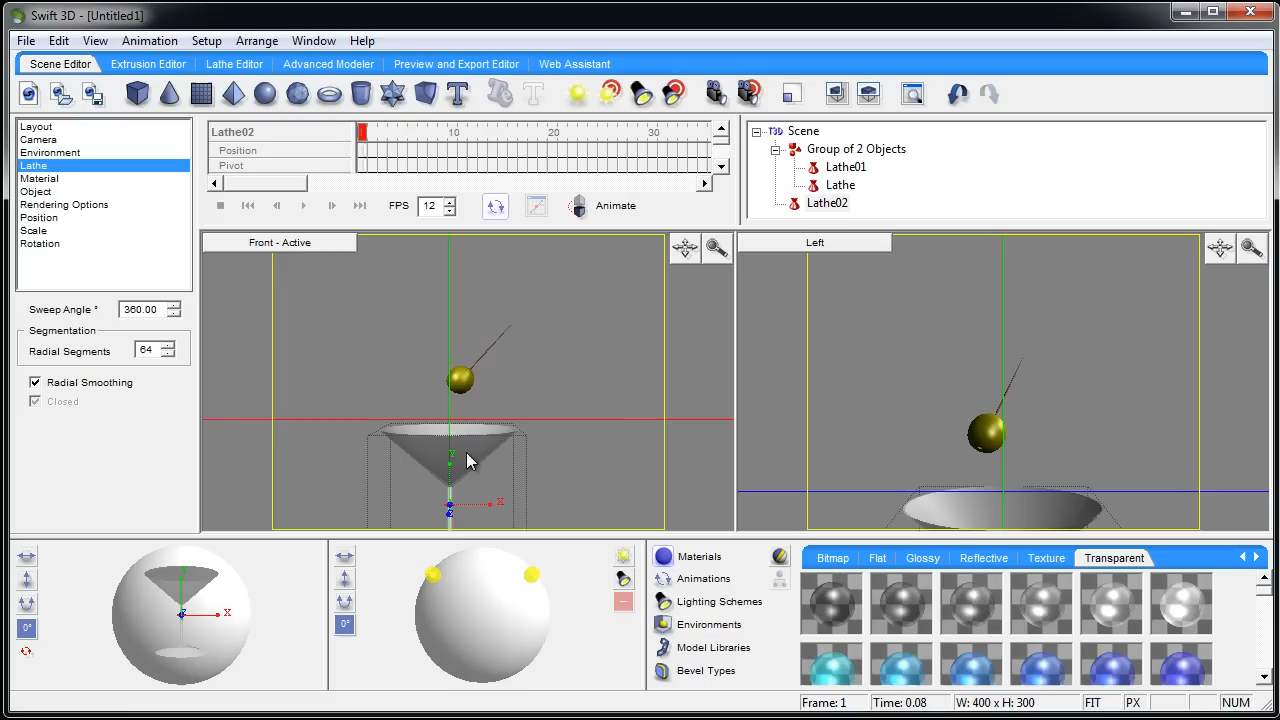 Swift 3D - [Untitled1]
File Edit View Animation Setup Arrange Window Help
Scene Editor Extrusion Editor Lathe Editor Advanced Modeler Preview and Export Editor Web Assistant
Layout
Camera
Environment
Lathe
Material
Object
Rendering Options
Position
Scale
Rotation
Sweep Angle ° 360.00
Segmentation
Radial Segments 64
Radial Smoothing
Closed
Lathe02 10 20 30
Position
Pivot
FPS 12 Animate
Scene
Group of 2 Objects
Lathe01
Lathe
Lathe02
Front - Active
Y
X
Z
Left
Y
X
Z
0°
0°
Materials
Animations
Lighting Schemes
Environments
Model Libraries
Bevel Types
Bitmap Flat Glossy Reflective Texture Transparent
Frame: 1 Time: 0.08 W: 400 x H: 300 FIT PX NUM